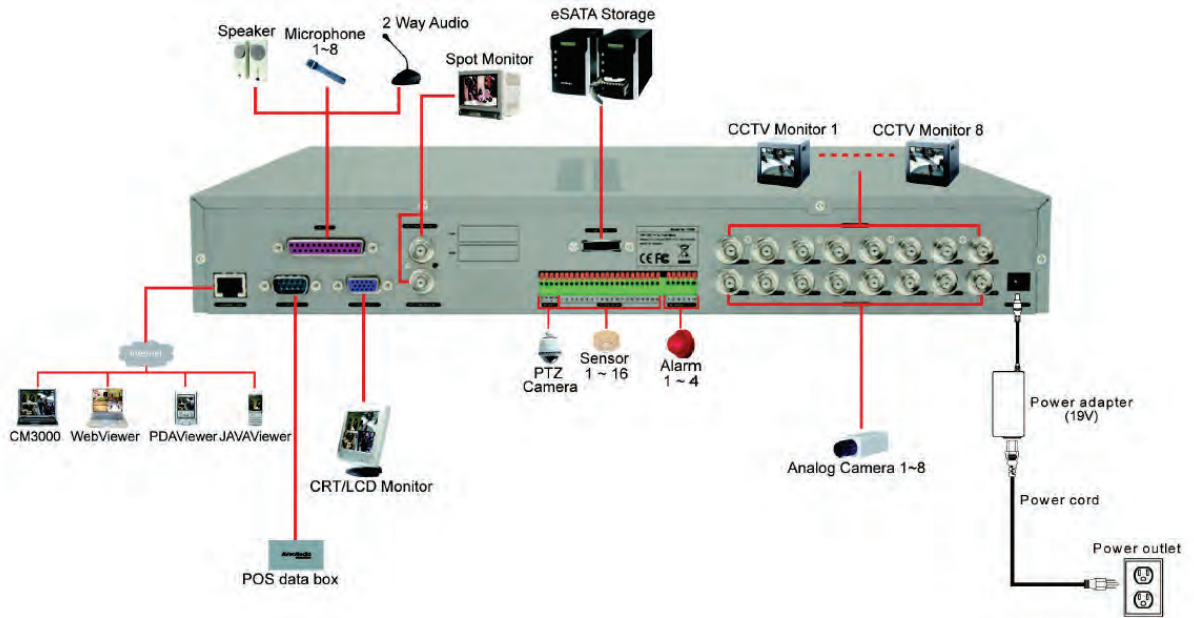 Speaker
Microphone
1~8
2 Way Audio
Spot Monitor
eSATA Storage
CCTV Monitor 1
CCTV Monitor 8
Internet
CM3000
WebViewer
PDAViewer
JAVAViewer
CRT/LCD Monitor
POS data box
PTZ
Camera
Sensor
1 ~ 16
Alarm
1 ~ 4
Analog Camera 1~8
Power adapter
(19V)
Power cord
Power outlet